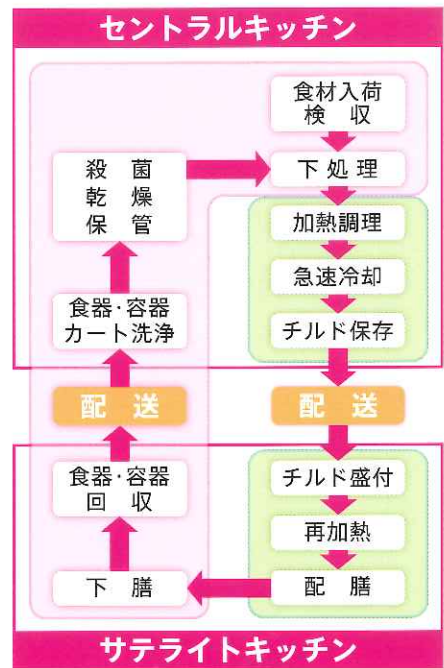 セントラルキッチン
食材入荷
検収
下処理
加熱調理
急速冷却
チルド保存
配送
チルド盛付
再加熱
配膳
下膳
食器・容器
回収
配送
食器・容器
カート洗浄
殺菌
乾燥
保管
サテライトキッチン